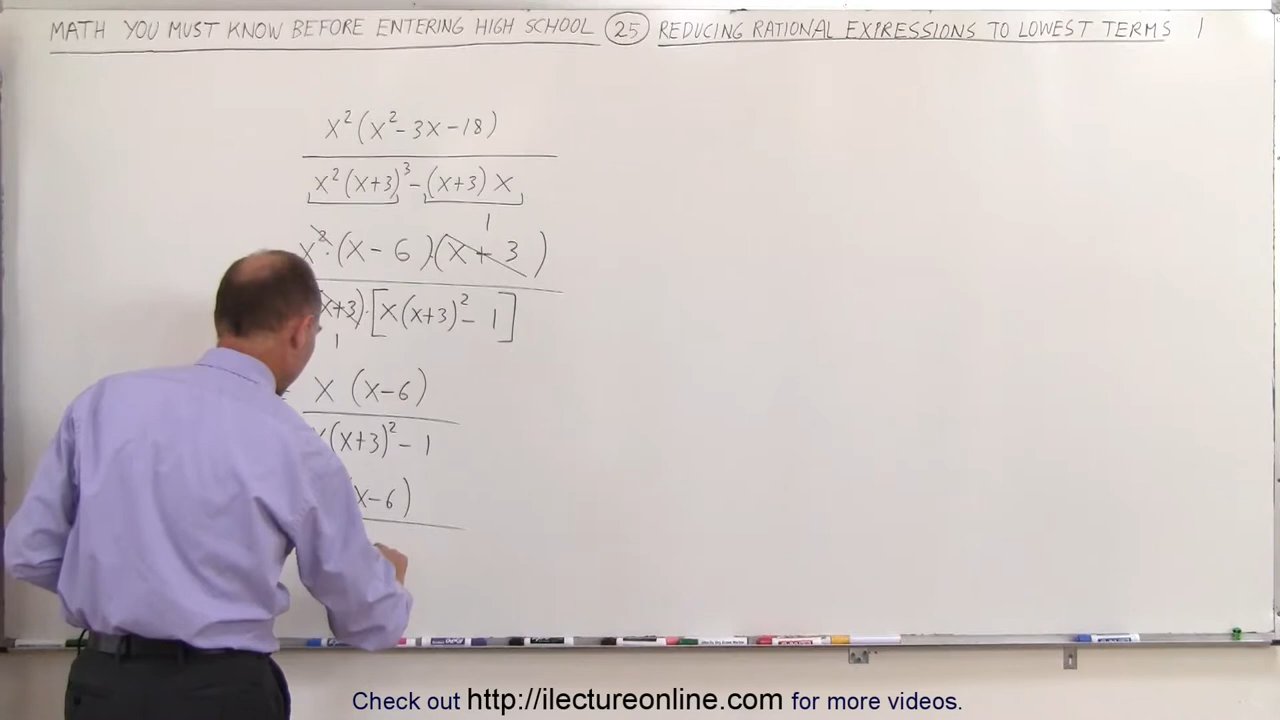 MATH YOU MUST KNOW BEFORE ENTERING HIGH SCHOOL 25 REDUCING RATIONAL EXPRESSIONS TO LOWEST TERMS 1
x²(x²-3x-18)
x²(x+3)³-(x+3)x
1
x²·(x-6)·(x+3)
x+3)·[x(x+3)²-1]
1
= x (x-6)
x(x+3)²-1
(x-6)
Check out http://ilectureonline.com for more videos.